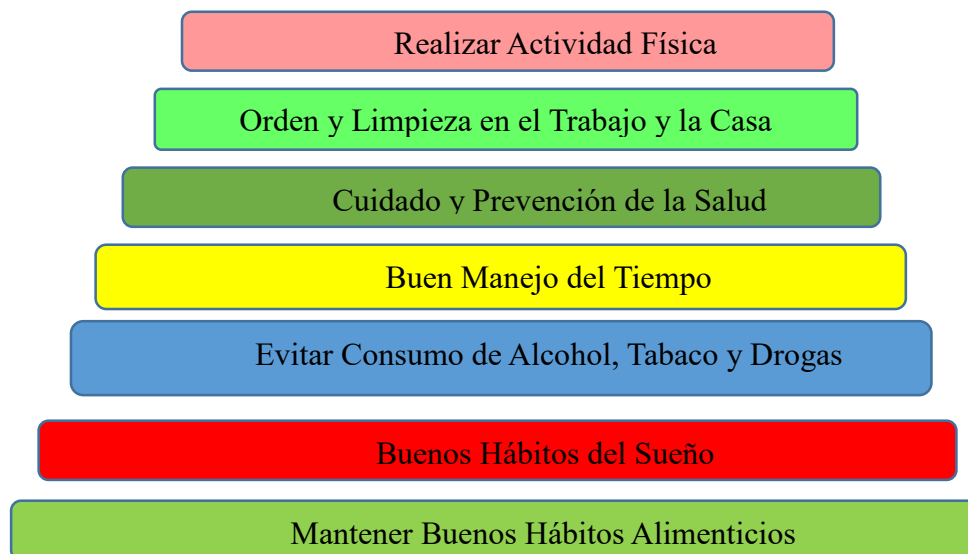 Realizar Actividad Física
Orden y Limpieza en el Trabajo y la Casa
Cuidado y Prevención de la Salud
Buen Manejo del Tiempo
Evitar Consumo de Alcohol, Tabaco y Drogas
Buenos Hábitos del Sueño
Mantener Buenos Hábitos Alimenticios